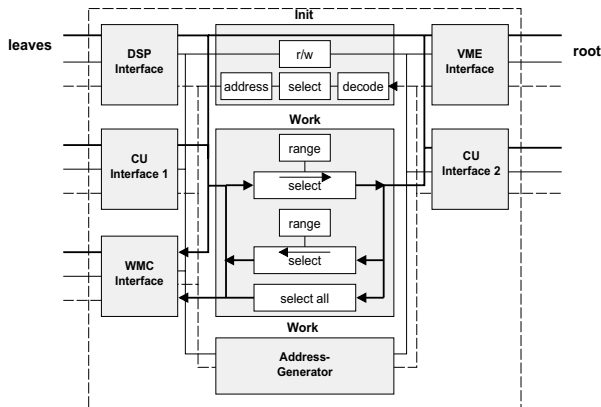 Init
leaves
DSP
Interface
r/w
VME
Interface
root
address
select
decode
Work
range
CU
Interface 1
select
CU
Interface 2
range
WMC
Interface
select
select all
Work
Address-
Generator